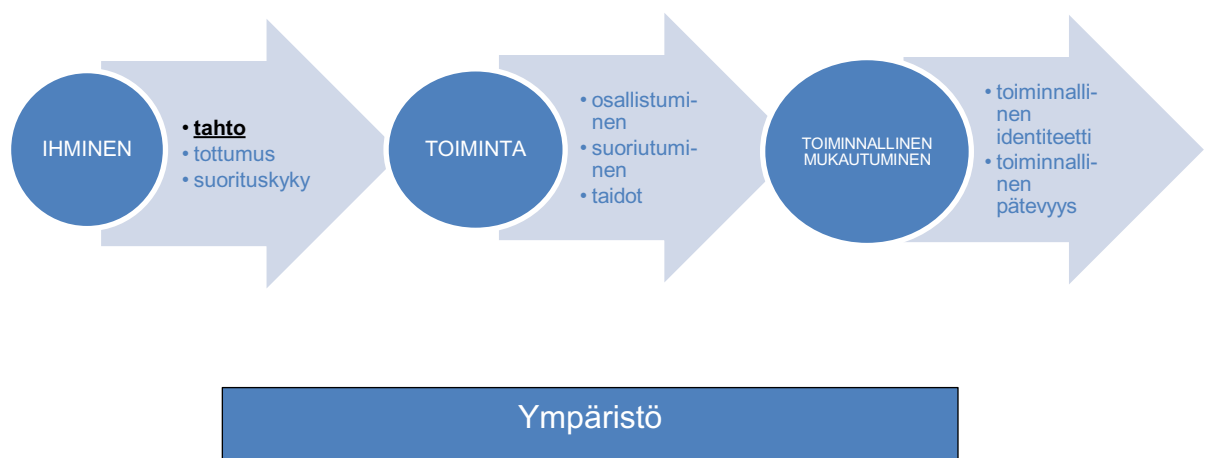 IHMINEN
• tahto
• tottumus
• suorituskyky
TOIMINTA
• osallistumi-
nen
• suoriutumi-
nen
• taidot
TOIMINNALLINEN
MUKAUTUMINEN
• toiminnalli-
nen
identiteetti
• toiminnalli-
nen
pätevyys
Ympäristö